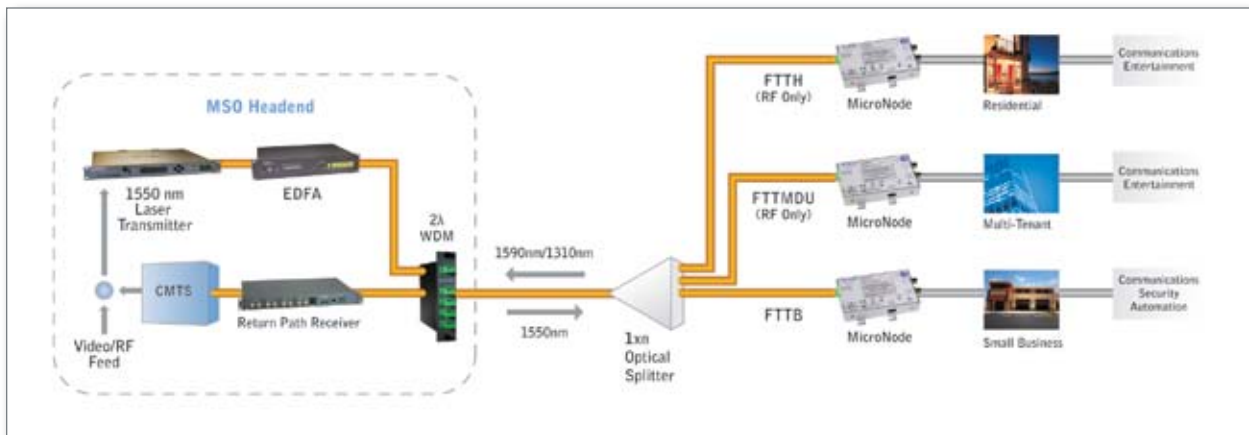 MSO Headend
1550 nm
Laser
Transmitter
EDFA
2λ
WDM
CMTS
Return Path Receiver
Video/RF
Feed
1590nm/1310nm
1550nm
1xn
Optical
Splitter
FTTH
(RF Only)
MicroNode
Residential
Communications
Entertainment
FTTMDU
(RF Only)
MicroNode
Multi-Tenant
Communications
Entertainment
FTTB
MicroNode
Small Business
Communications
Security
Automation